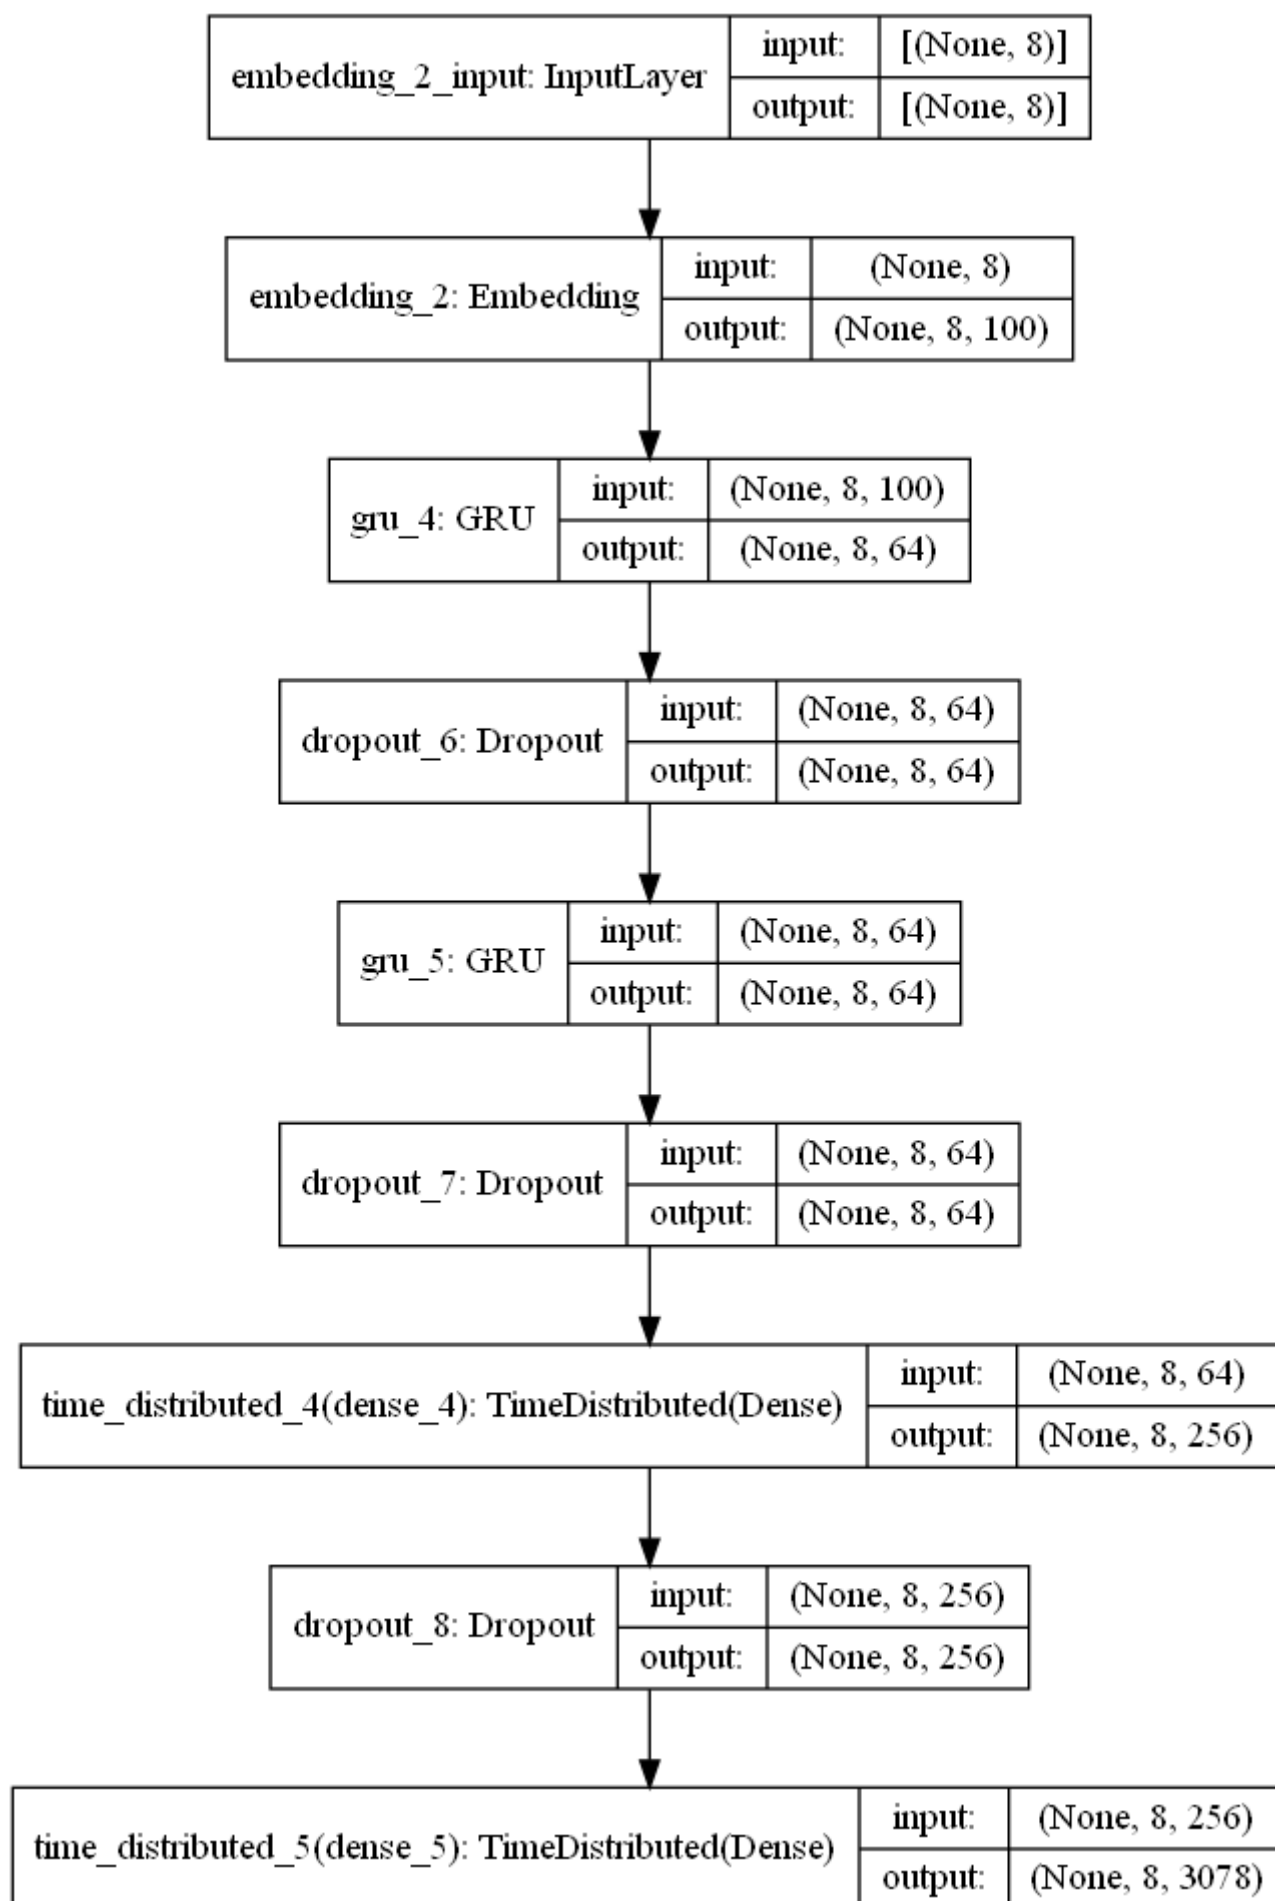 embedding_2_input: InputLayer
input: [(None, 8)]
output: [(None, 8)]
embedding_2: Embedding
input: (None, 8)
output: (None, 8, 100)
gru_4: GRU
input: (None, 8, 100)
output: (None, 8, 64)
dropout_6: Dropout
input: (None, 8, 64)
output: (None, 8, 64)
gru_5: GRU
input: (None, 8, 64)
output: (None, 8, 64)
dropout_7: Dropout
input: (None, 8, 64)
output: (None, 8, 64)
time_distributed_4(dense_4): TimeDistributed(Dense)
input: (None, 8, 64)
output: (None, 8, 256)
dropout_8: Dropout
input: (None, 8, 256)
output: (None, 8, 256)
time_distributed_5(dense_5): TimeDistributed(Dense)
input: (None, 8, 256)
output: (None, 8, 3078)